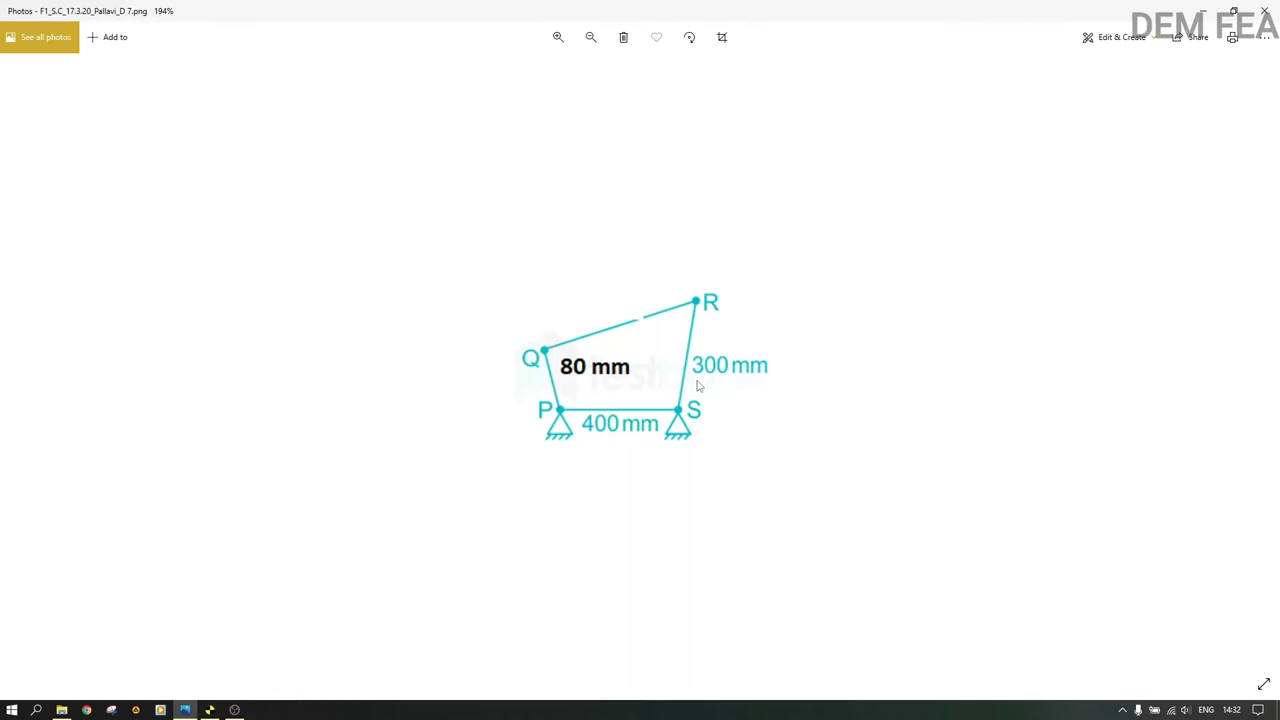 Photos - F1_S.C_17.3.20_Pallavi_D 7.png 194%
DEM FEA
See all photos
Add to
Edit & Create
Share
R
Q
80 mm
300 mm
P
S
400 mm
ENG
14:32